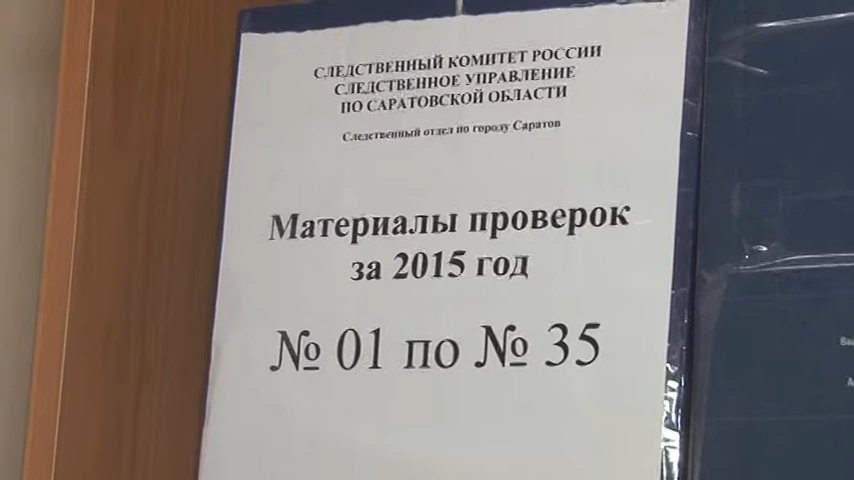 СЛЕДСТВЕННЫЙ КОМИТЕТ РОССИИ
СЛЕДСТВЕННОЕ УПРАВЛЕНИЕ
ПО САРАТОВСКОЙ ОБЛАСТИ
Следственный отдел по городу Саратов
Материалы проверок
за 2015 год
№ 01 по № 35